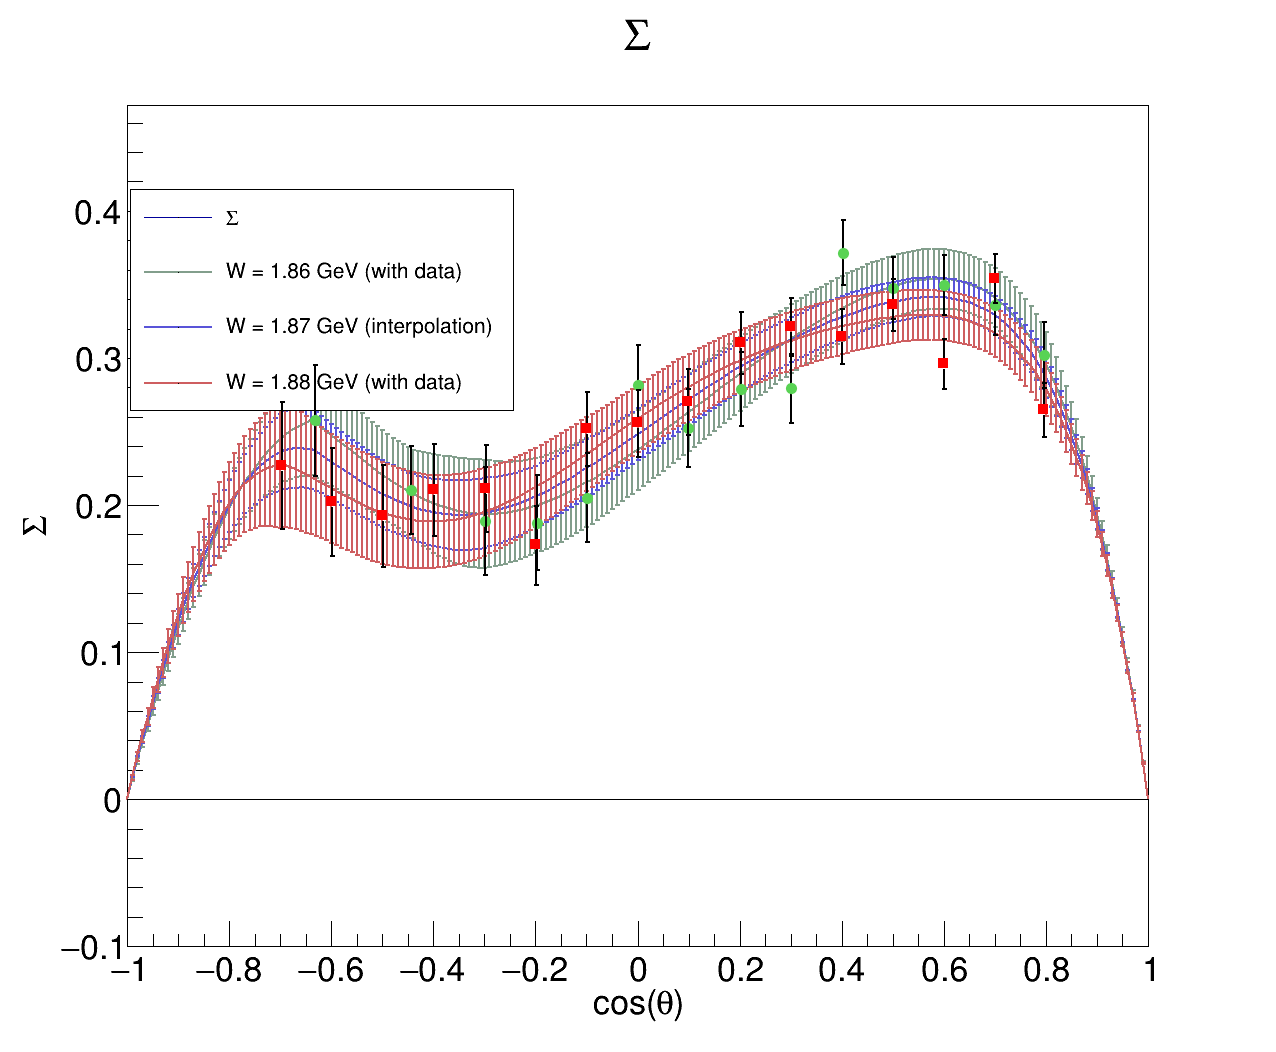 Σ
0.4
0.3
0.2
0.1
0
−0.1
Σ
Σ
W = 1.86 GeV (with data)
W = 1.87 GeV (interpolation)
W = 1.88 GeV (with data)
−1 −0.8 −0.6 −0.4 −0.2 0 0.2 0.4 0.6 0.8 1
cos(θ)